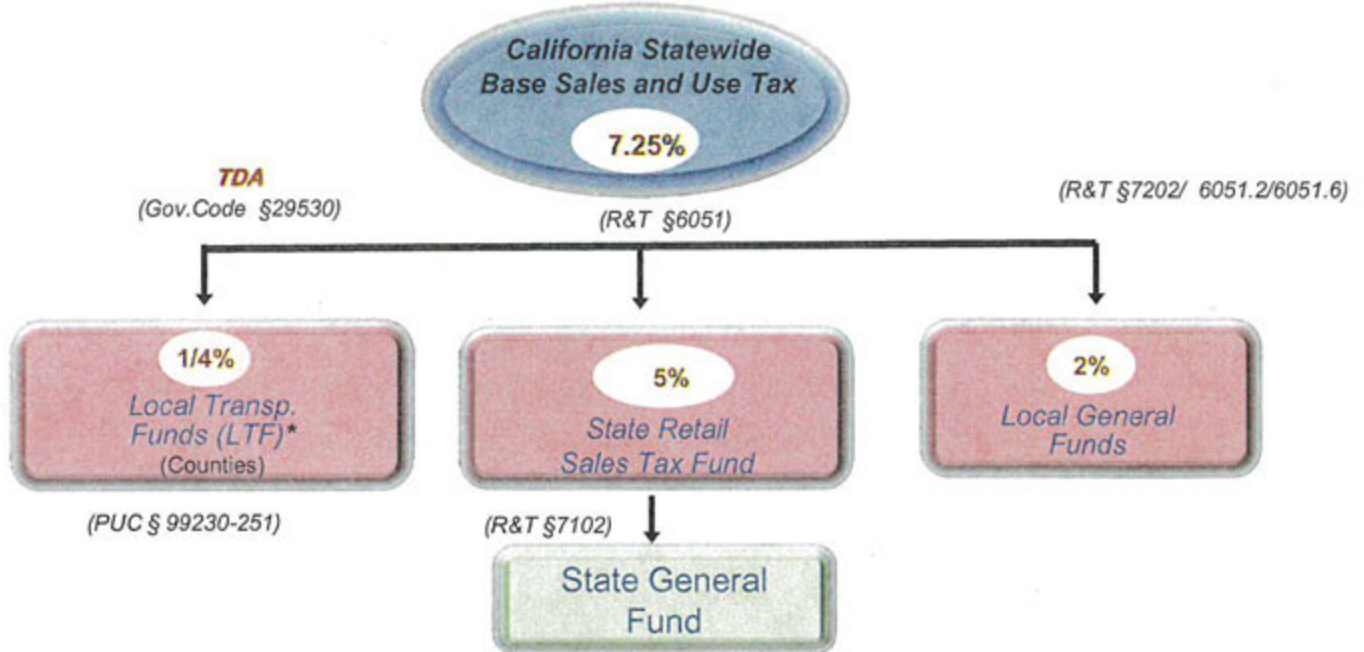 California Statewide
Base Sales and Use Tax
7.25%
TDA
(Gov.Code §29530)
(R&T §6051)
(R&T §7202/ 6051.2/6051.6)
1/4%
Local Transp.
Funds (LTF)*
(Counties)
5%
State Retail
Sales Tax Fund
2%
Local General
Funds
(PUC § 99230-251)
(R&T §7102)
State General
Fund